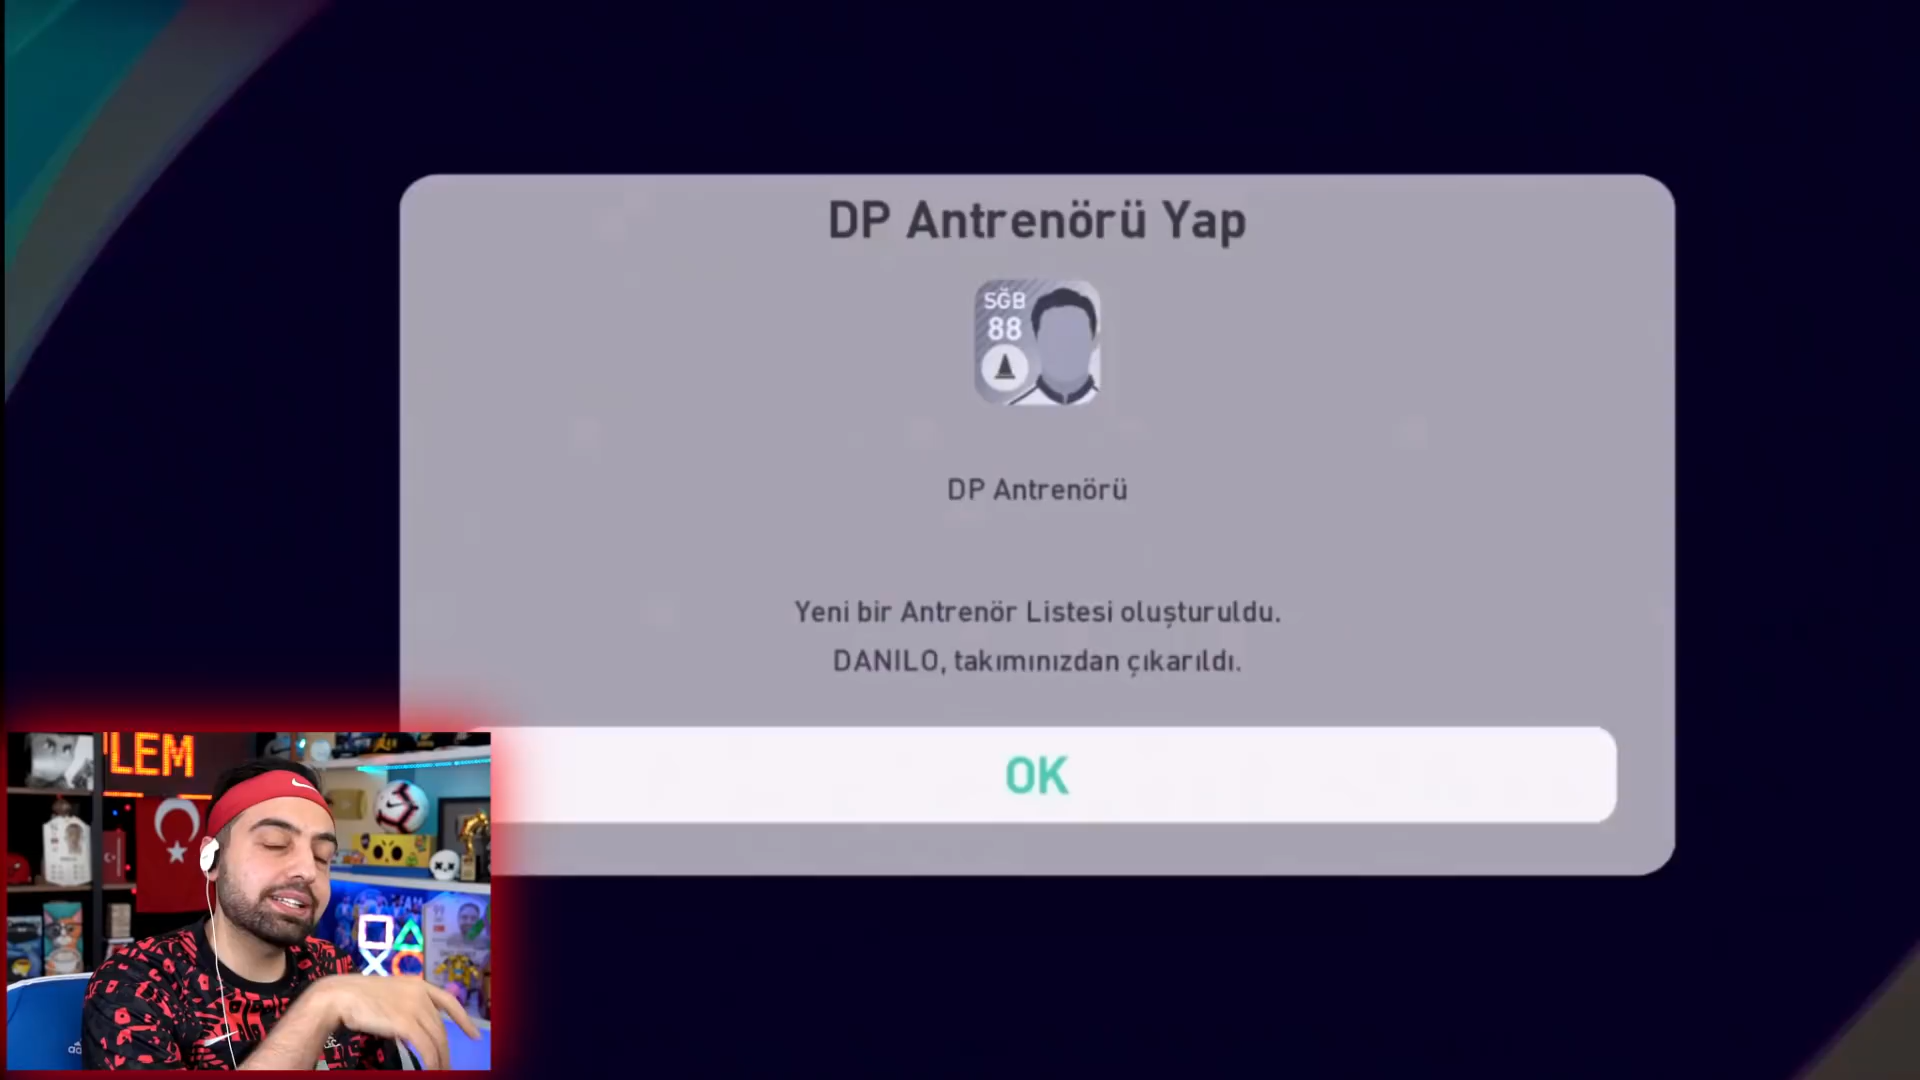 DP Antrenörü Yap
SĞB
88
DP Antrenörü
Yeni bir Antrenör Listesi oluşturuldu.
DANILO, takımınızdan çıkarıldı.
OK
LEM